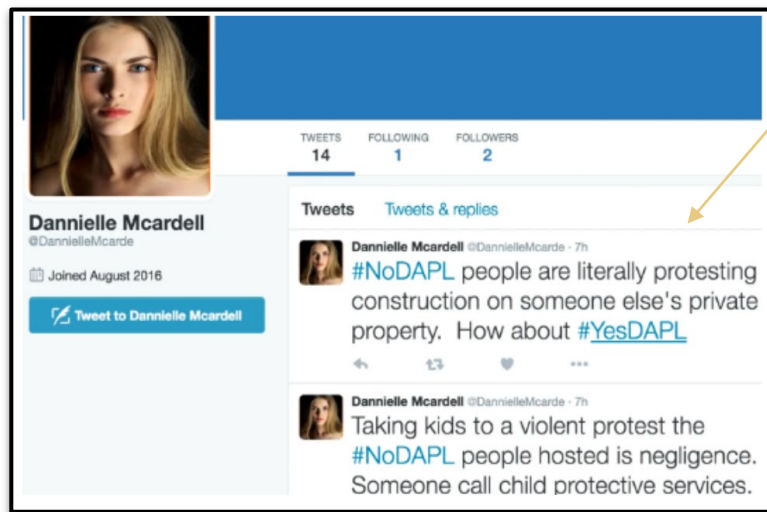 TWEETS FOLLOWING FOLLOWERS
14 1 2
Dannielle Mcardell
@DannielleMcarde
Joined August 2016
Tweet to Dannielle Mcardell
Tweets Tweets & replies
Dannielle Mcardell @DannielleMcarde · 7h
#NoDAPL people are literally protesting
construction on someone else's private
property. How about #YesDAPL
Dannielle Mcardell @DannielleMcarde · 7h
Taking kids to a violent protest the
#NoDAPL people hosted is negligence.
Someone call child protective services.